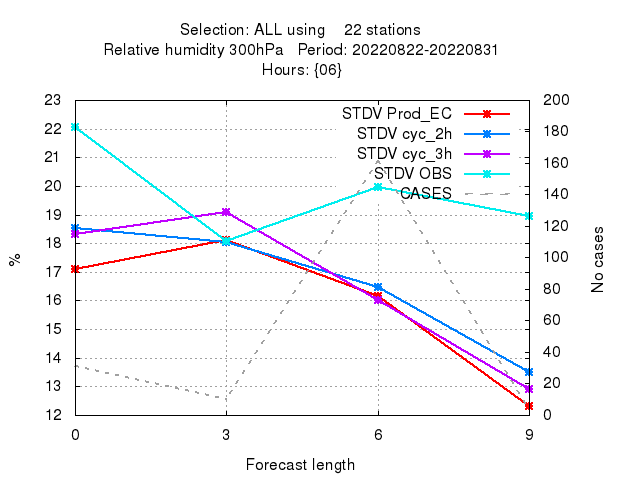 Selection: ALL using    22 stations
Relative humidity 300hPa   Period: 20220822-20220831
Hours: {06}
23
22
21
20
19
18
17
16
15
14
13
12
%
200
180
160
140
120
100
80
60
40
20
0
No cases
STDV Prod_EC
STDV cyc_2h
STDV cyc_3h
STDV OBS
CASES
0 3 6 9
Forecast length